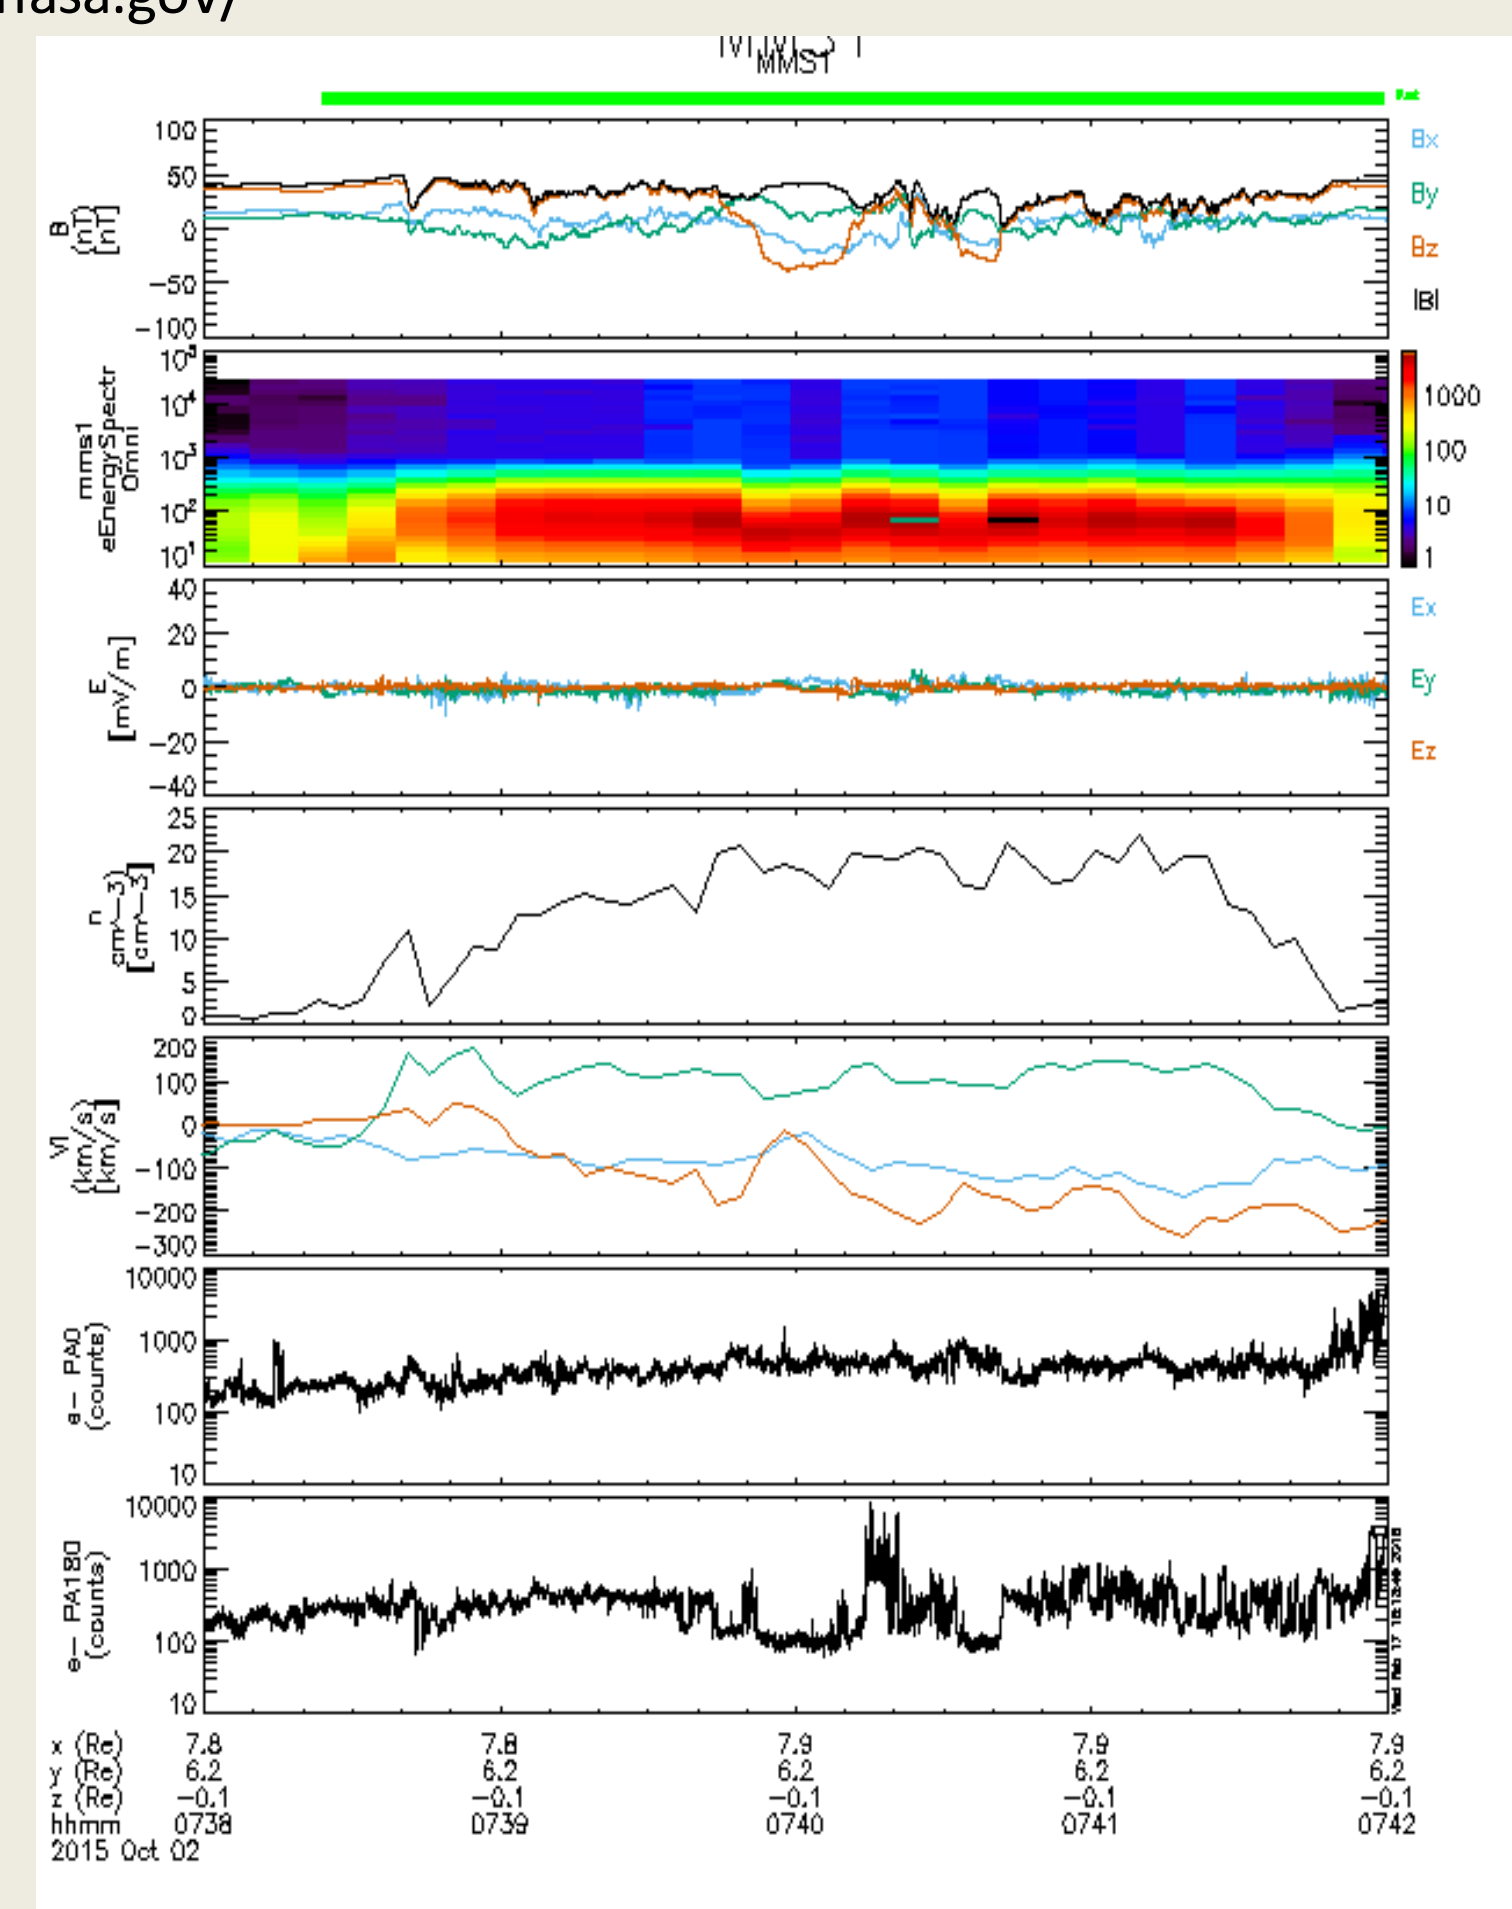 nasa.gov/
MMS1
MMS1
100
50
0
−50
−100
B
(nT)
[nT]
Bx
By
Bz
|B|
10⁵
10⁴
10³
10²
10¹
mms1
eEnergySpectr
Omni
1000
100
10
1
40
20
0
−20
−40
E
[mV/m]
Ex
Ey
Ez
25
20
15
10
5
0
n
cm^−3)
[cm^−3]
200
100
0
−100
−200
−300
Vi
(km/s)
[km/s]
10000
1000
100
10
e− PA0
(counts)
10000
1000
100
10
e− PA180
(counts)
x (Re) 7.8 7.8 7.9 7.9 7.9
y (Re) 6.2 6.2 6.2 6.2 6.2
z (Re) −0.1 −0.1 −0.1 −0.1 −0.1
hhmm 0738 0739 0740 0741 0742
2015 Oct 02